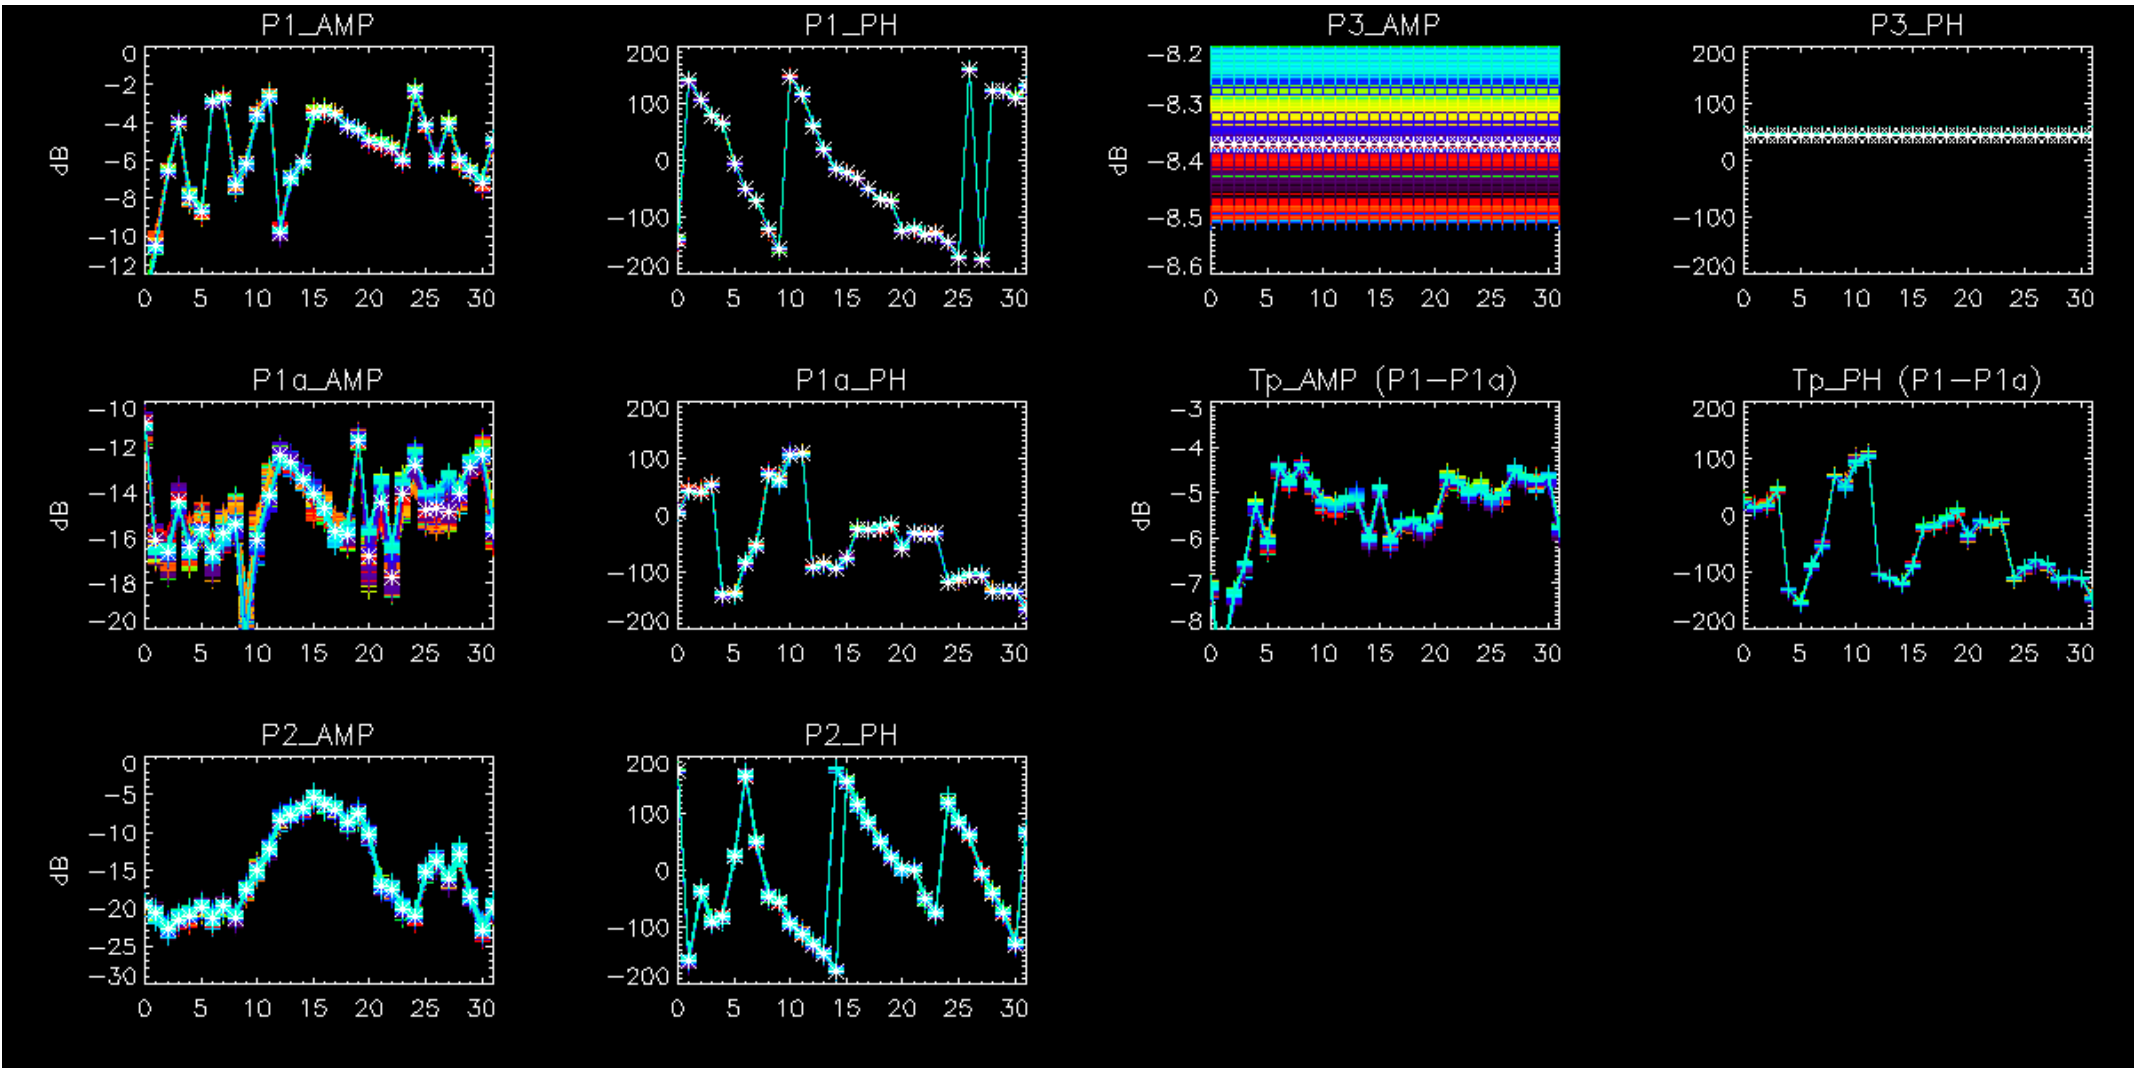 P1_AMP
P1_PH
P3_AMP
P3_PH
0
−2
−4
−6
−8
−10
−12
dB
0 5 10 15 20 25 30
200
100
0
−100
−200
0 5 10 15 20 25 30
−8.2
−8.3
−8.4
−8.5
−8.6
dB
0 5 10 15 20 25 30
200
100
0
−100
−200
0 5 10 15 20 25 30
P1a_AMP
P1a_PH
Tp_AMP (P1−P1a)
Tp_PH (P1−P1a)
−10
−12
−14
−16
−18
−20
dB
0 5 10 15 20 25 30
200
100
0
−100
−200
0 5 10 15 20 25 30
−3
−4
−5
−6
−7
−8
dB
0 5 10 15 20 25 30
200
100
0
−100
−200
0 5 10 15 20 25 30
P2_AMP
P2_PH
0
−5
−10
−15
−20
−25
−30
dB
0 5 10 15 20 25 30
200
100
0
−100
−200
0 5 10 15 20 25 30